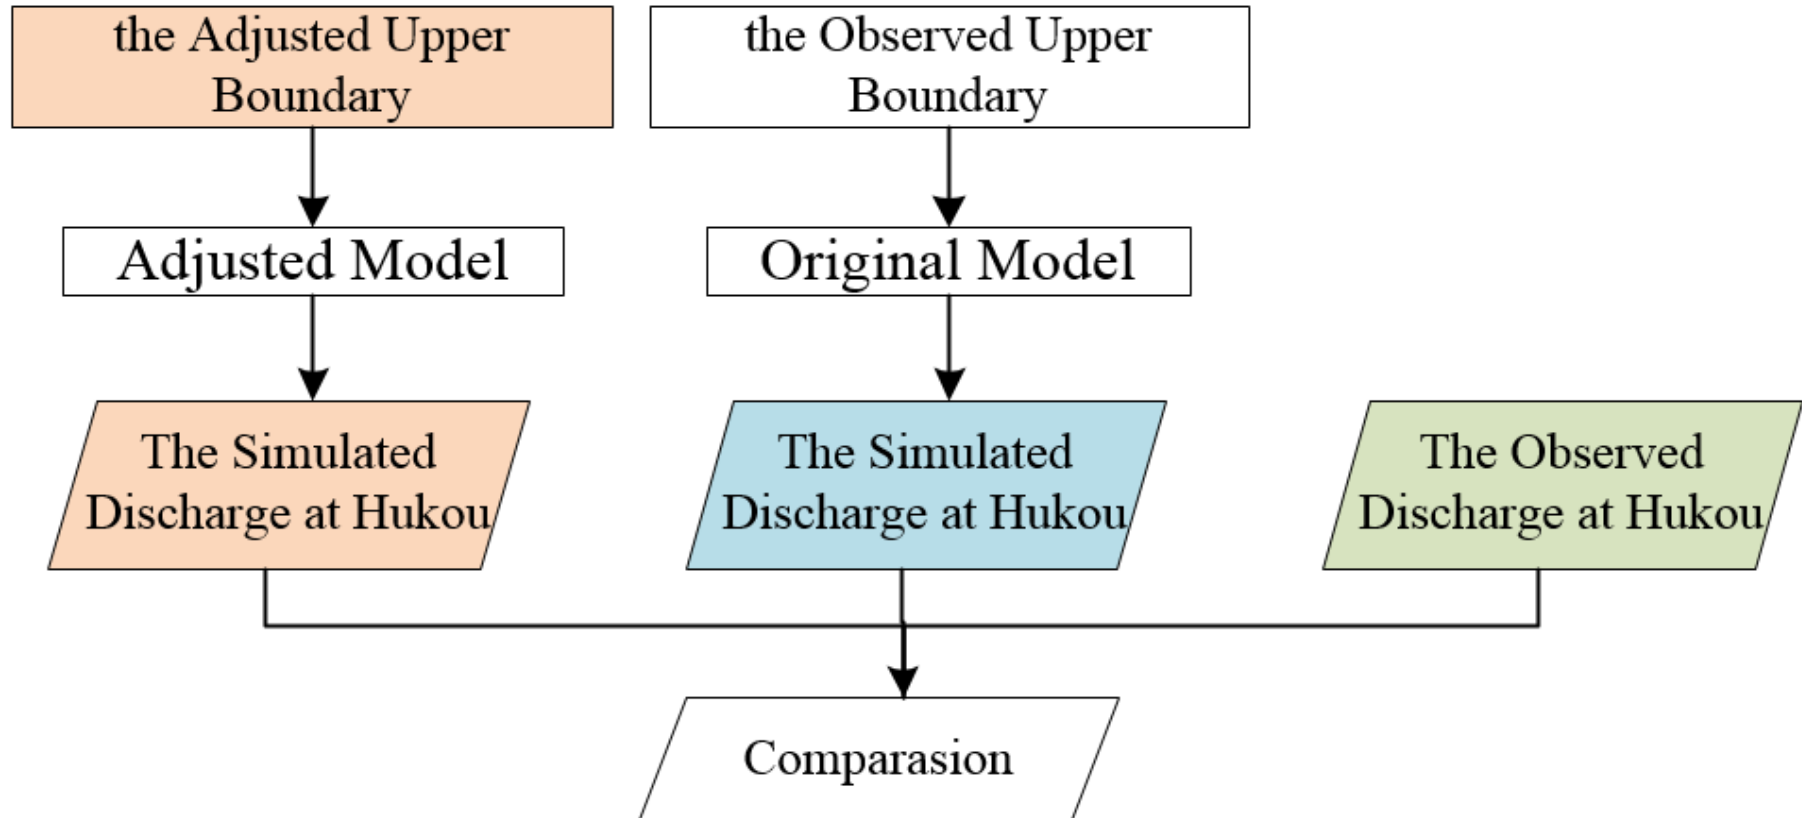 the Adjusted Upper
Boundary
the Observed Upper
Boundary
Adjusted Model
Original Model
The Simulated
Discharge at Hukou
The Simulated
Discharge at Hukou
The Observed
Discharge at Hukou
Comparasion